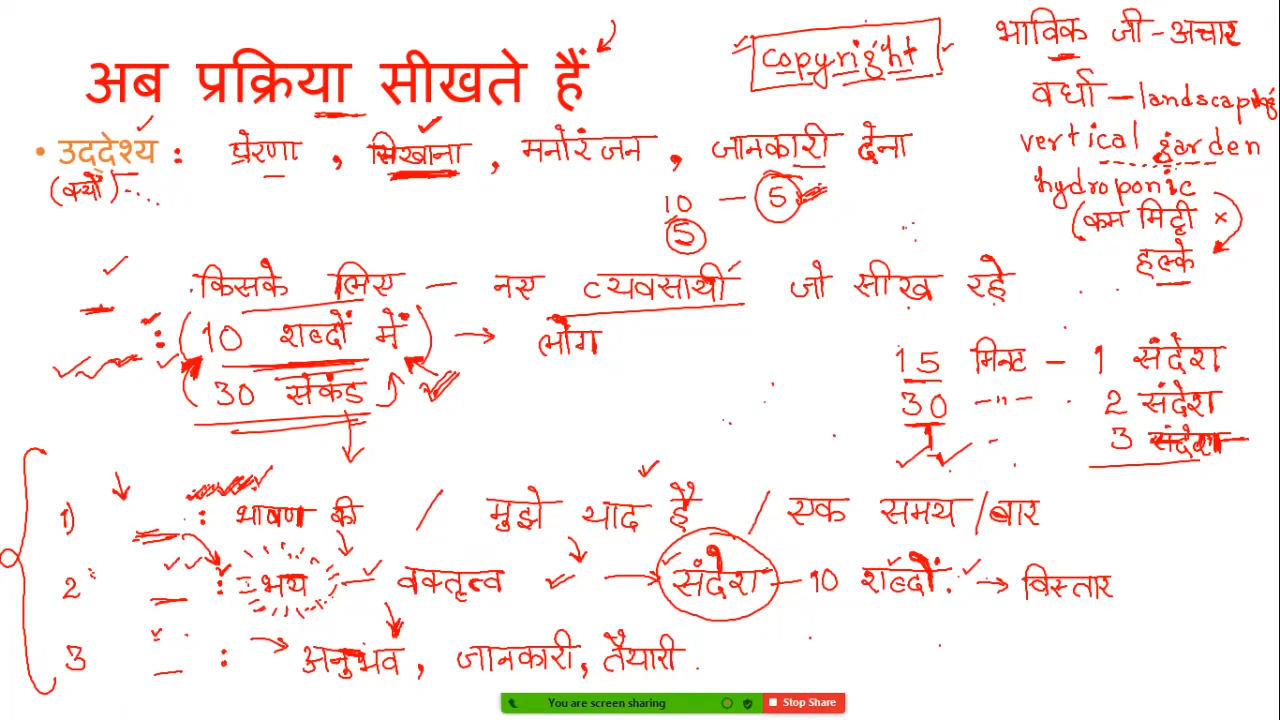 अब प्रक्रिया सीखते हैं
copyright
भाविक जी - अचार
वर्धा - landscaping
vertical garden
hydroponic
(कम मिट्टी ×)
हल्के
• उद्देश्य : प्रेरणा, सिखाना, मनोरंजन, जानकारी देना
(क्यों) -...
10 - 5
5
किसके लिए - नए व्यवसायी जो सीख रहे
: (10 शब्दों में) → भोग
(30 सेकंड)
15 मिनट - 1 संदेश
30 -"- 2 संदेश
1 3 संदेश
1) : भाषण की / मुझे याद है / एक समय / बार
2 : भय - वक्तृत्व → संदेश - 10 शब्दों. → विस्तार
3 : → अनुभव, जानकारी, तैयारी.
You are screen sharing
Stop Share